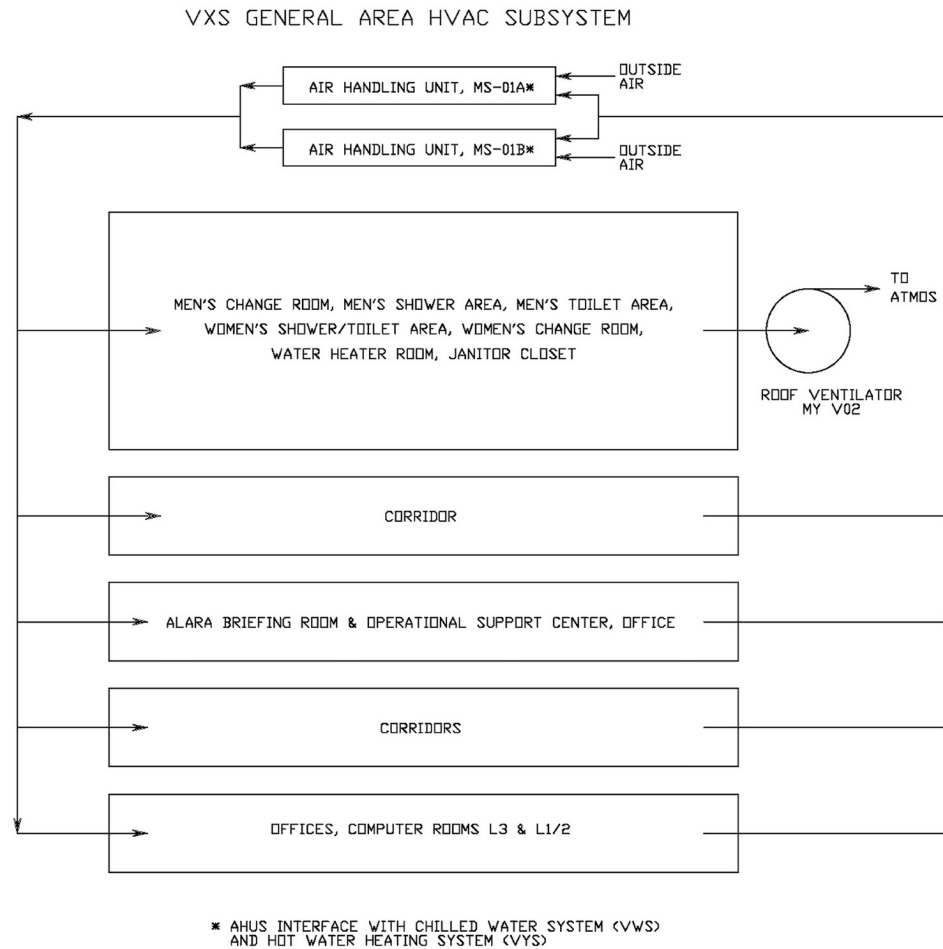 VXS GENERAL AREA HVAC SUBSYSTEM
AIR HANDLING UNIT, MS-01A*
OUTSIDE
AIR
AIR HANDLING UNIT, MS-01B*
OUTSIDE
AIR
MEN'S CHANGE ROOM, MEN'S SHOWER AREA, MEN'S TOILET AREA,
WOMEN'S SHOWER/TOILET AREA, WOMEN'S CHANGE ROOM,
WATER HEATER ROOM, JANITOR CLOSET
TO
ATMOS
ROOF VENTILATOR
MY V02
CORRIDOR
ALARA BRIEFING ROOM & OPERATIONAL SUPPORT CENTER, OFFICE
CORRIDORS
OFFICES, COMPUTER ROOMS L3 & L1/2
* AHUS INTERFACE WITH CHILLED WATER SYSTEM (VWS)
AND HOT WATER HEATING SYSTEM (VYS)